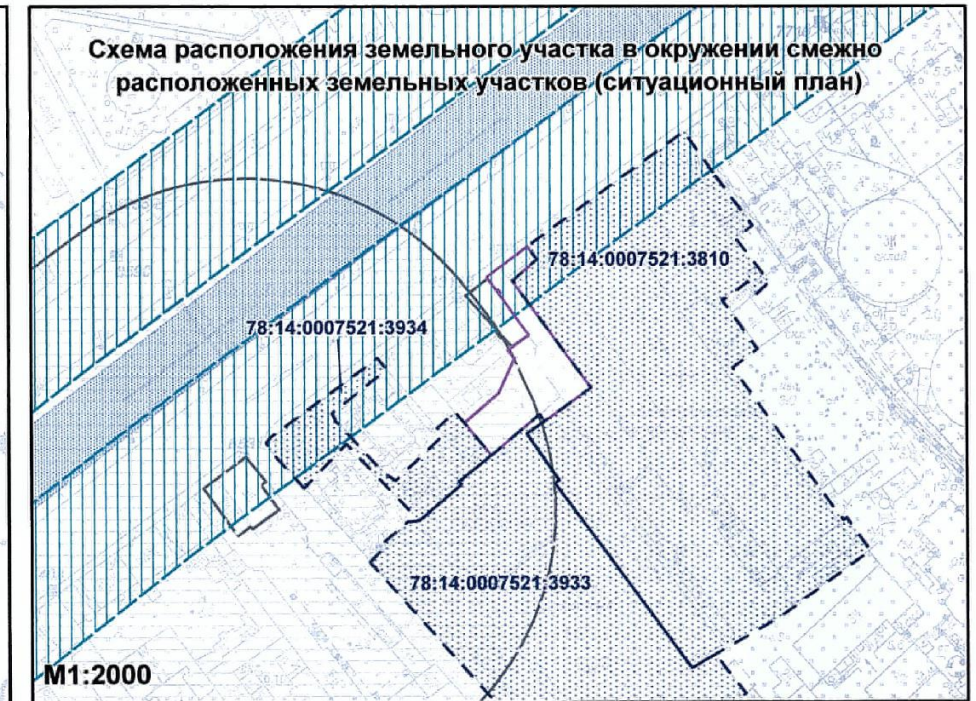 Схема расположения земельного участка в окружении смежно
расположенных земельных участков (ситуационный план)
78:14:0007521:3810
78:14:0007521:3934
78:14:0007521:3933
М1:2000